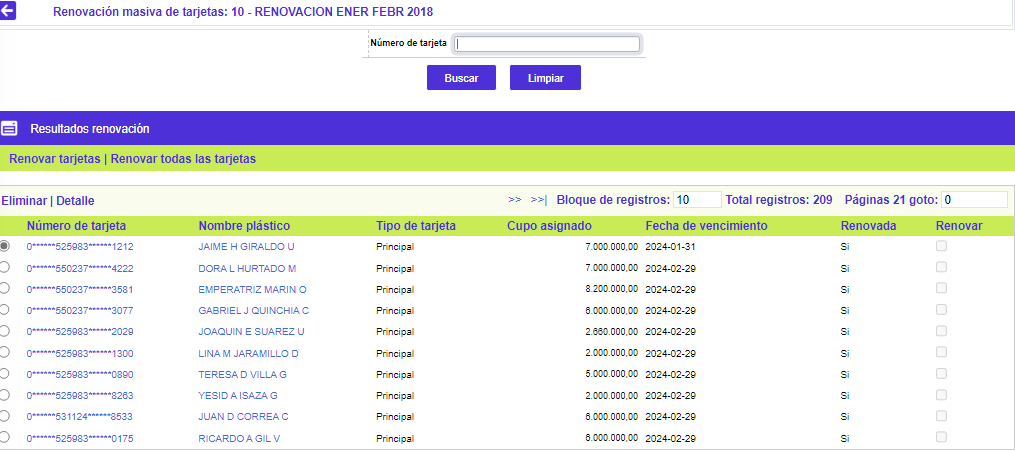 Renovación masiva de tarjetas: 10 - RENOVACION ENER FEBR 2018
Número de tarjeta
Buscar Limpiar
Resultados renovación
Renovar tarjetas | Renovar todas las tarjetas
Eliminar | Detalle >> >>| Bloque de registros: 10 Total registros: 209 Páginas 21 goto: 0
Número de tarjeta Nombre plástico Tipo de tarjeta Cupo asignado Fecha de vencimiento Renovada Renovar
0******525983******1212 JAIME H GIRALDO U Principal 7.000.000,00 2024-01-31 Si
0******550237******4222 DORA L HURTADO M Principal 7.000.000,00 2024-02-29 Si
0******550237******3581 EMPERATRIZ MARIN O Principal 8.200.000,00 2024-02-29 Si
0******550237******3077 GABRIEL J QUINCHIA C Principal 6.000.000,00 2024-02-29 Si
0******525983******2029 JOAQUIN E SUAREZ U Principal 2.660.000,00 2024-02-29 Si
0******525983******1300 LINA M JARAMILLO D Principal 2.000.000,00 2024-02-29 Si
0******525983******0890 TERESA D VILLA G Principal 5.000.000,00 2024-02-29 Si
0******525983******8263 YESID A ISAZA G Principal 2.000.000,00 2024-02-29 Si
0******531124******8533 JUAN D CORREA C Principal 6.000.000,00 2024-02-29 Si
0******525983******0175 RICARDO A GIL V Principal 6.000.000,00 2024-02-29 Si